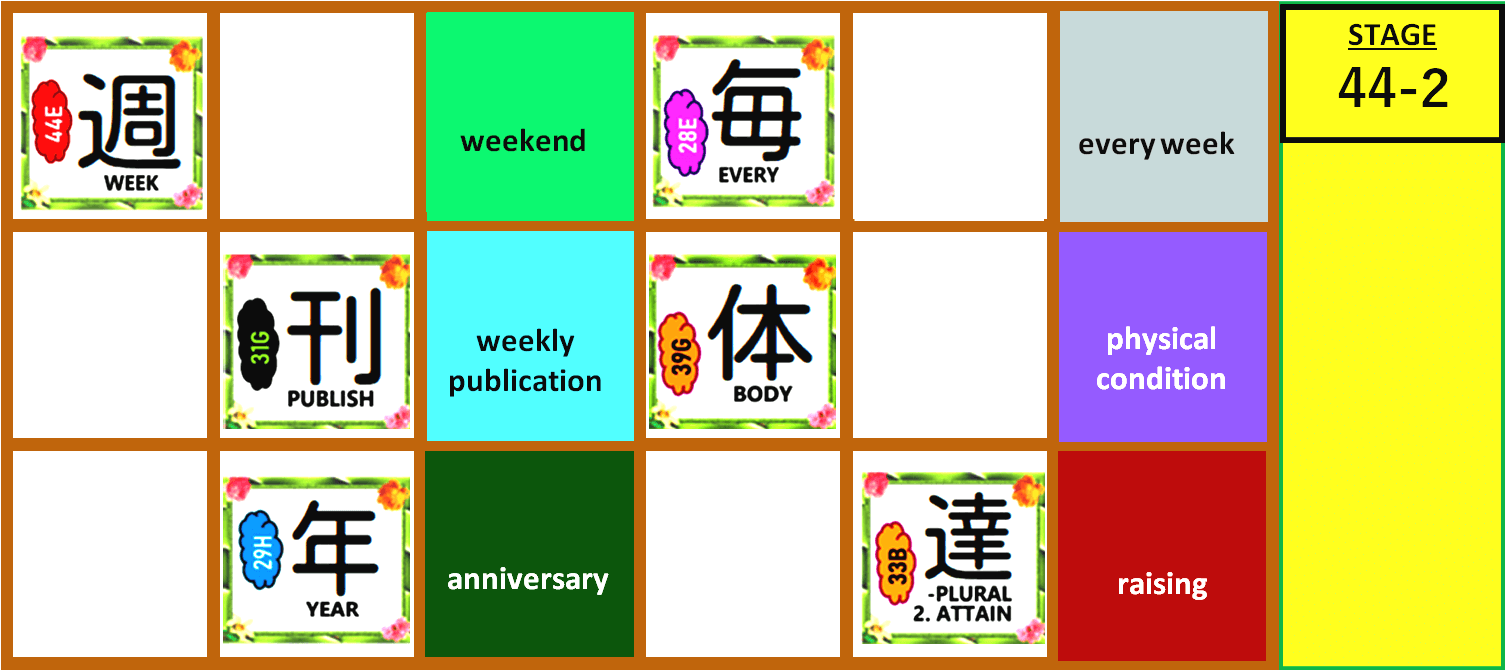 44E
週
WEEK
weekend
28E
毎
EVERY
every week
STAGE
44-2
31G
刊
PUBLISH
weekly
publication
39G
体
BODY
physical
condition
29H
年
YEAR
anniversary
33B
達
-PLURAL
2. ATTAIN
raising